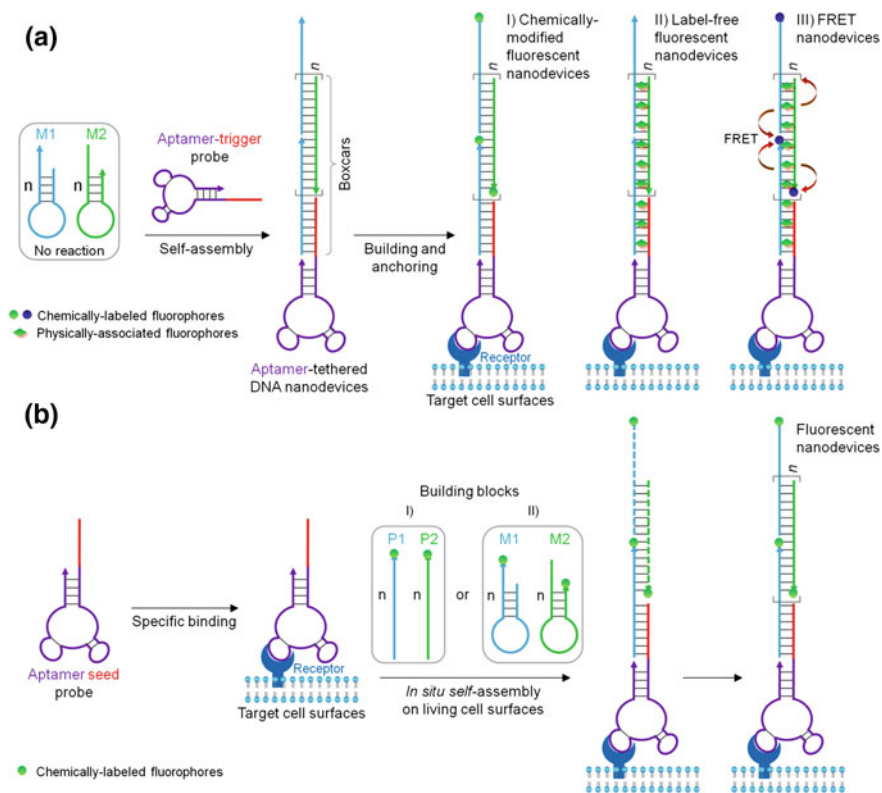 (a)
M1
M2
n
n
No reaction
Aptamer-trigger
probe
Self-assembly
n
Boxcars
Building and
anchoring
I) Chemically-
modified
fluorescent
nanodevices
n
II) Label-free
fluorescent
nanodevices
n
III) FRET
nanodevices
n
FRET
Chemically-labeled fluorophores
Physically-associated fluorophores
Aptamer-tethered
DNA nanodevices
Receptor
Target cell surfaces
(b)
Aptamer seed
probe
Specific binding
Receptor
Target cell surfaces
Building blocks
I)
II)
P1
P2
n
n
or
M1
M2
n
n
In situ self-assembly
on living cell surfaces
Fluorescent
nanodevices
n
Chemically-labeled fluorophores